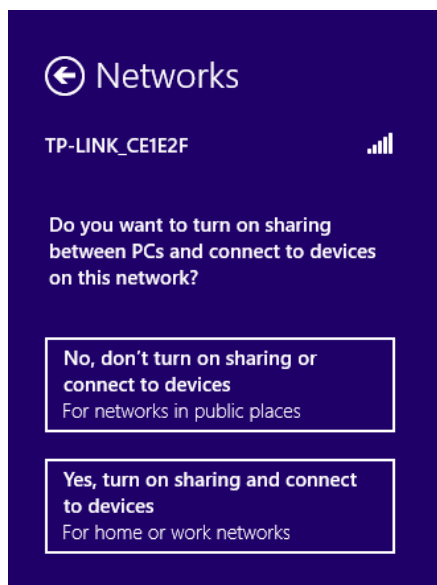 Networks
TP-LINK_CE1E2F
Do you want to turn on sharing
between PCs and connect to devices
on this network?
No, don't turn on sharing or
connect to devices
For networks in public places
Yes, turn on sharing and connect
to devices
For home or work networks